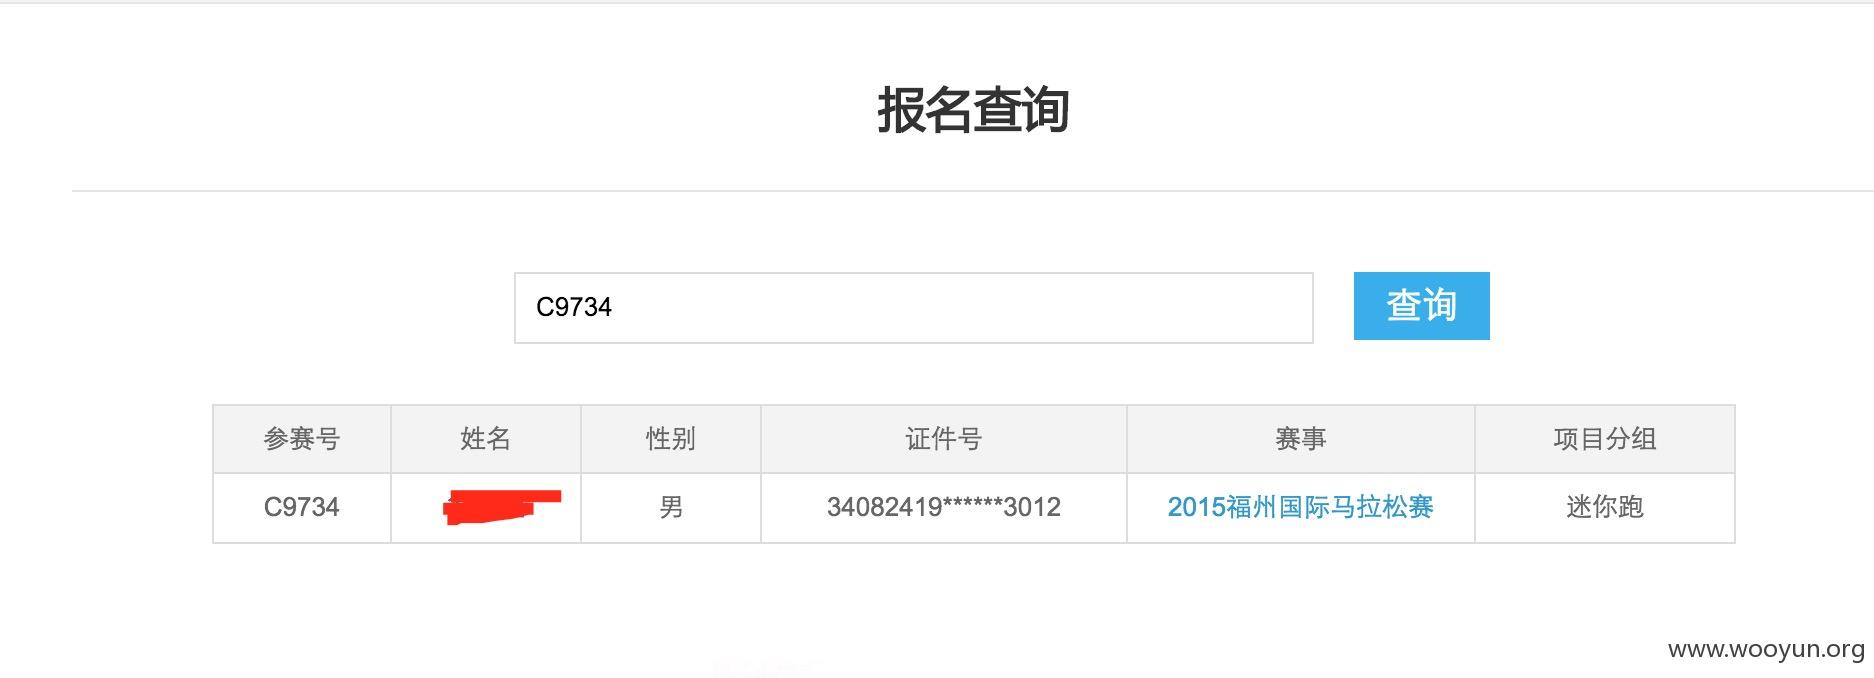 报名查询
C9734 查询
参赛号 姓名 性别 证件号 赛事 项目分组
C9734 男 34082419******3012 2015福州国际马拉松赛 迷你跑
www.wooyun.org